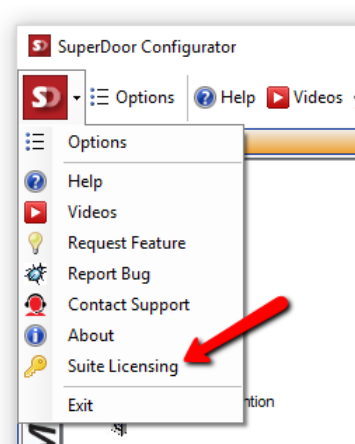 SD SuperDoor Configurator
SD Options Help Videos
Options
Help
Videos
Request Feature
Report Bug
Contact Support
About
Suite Licensing
Exit